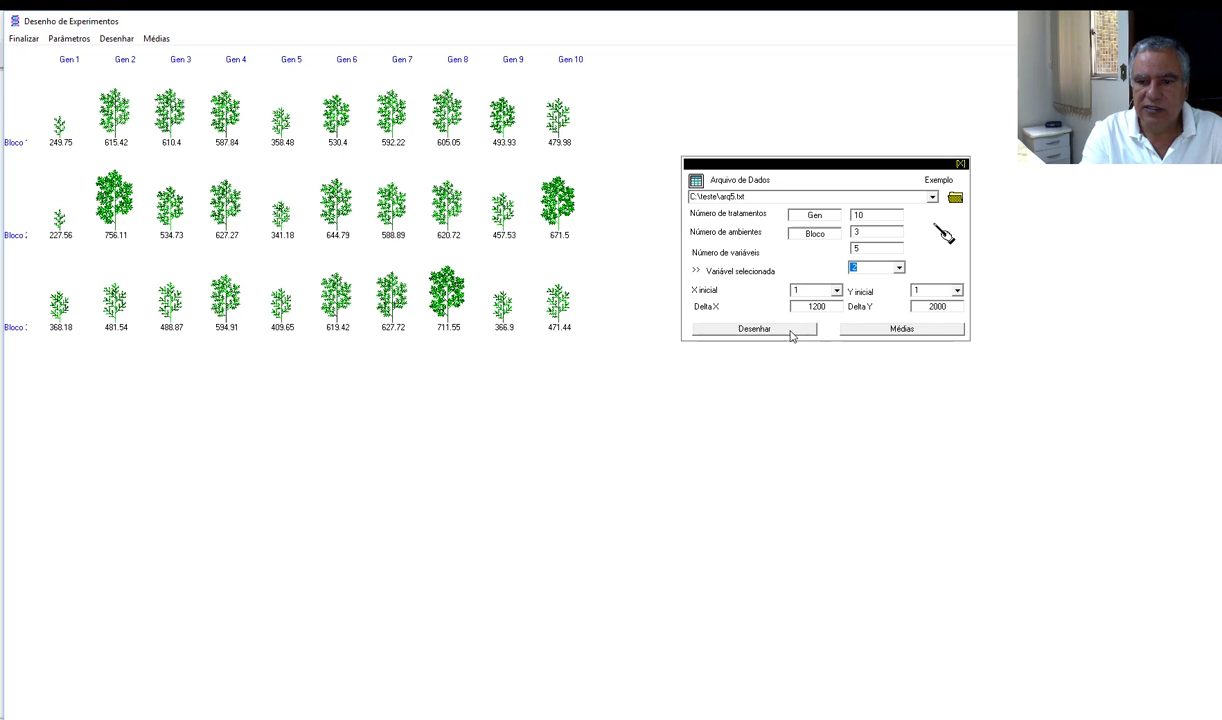 Desenho de Experimentos
Finalizar Parâmetros Desenhar Médias
Gen 1 Gen 2 Gen 3 Gen 4 Gen 5 Gen 6 Gen 7 Gen 8 Gen 9 Gen 10
Bloco
249.75 615.42 610.4 587.84 358.48 530.4 592.22 605.05 493.93 479.98
Bloco
227.56 756.11 534.73 627.27 341.18 644.79 588.89 620.72 457.53 671.5
Bloco
368.18 481.54 488.87 594.91 409.65 619.42 627.72 711.55 366.9 471.44
Arquivo de Dados Exemplo
C:\teste\arq5.txt
Número de tratamentos Gen 10
Número de ambientes Bloco 3
Número de variáveis 5
>> Variável selecionada 2
X inicial 1 Y inicial 1
Delta X 1200 Delta Y 2000
Desenhar Médias